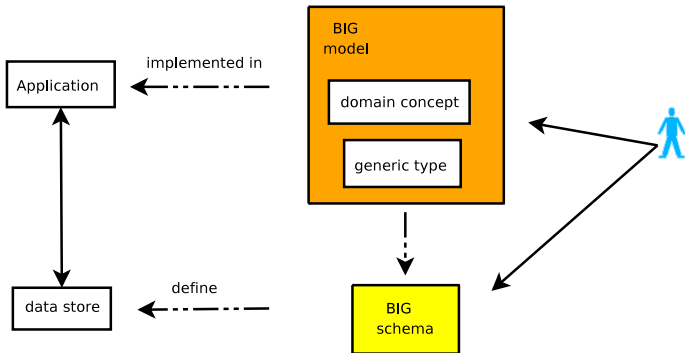 BIG
model
implemented in
Application
domain concept
generic type
define
data store
BIG
schema